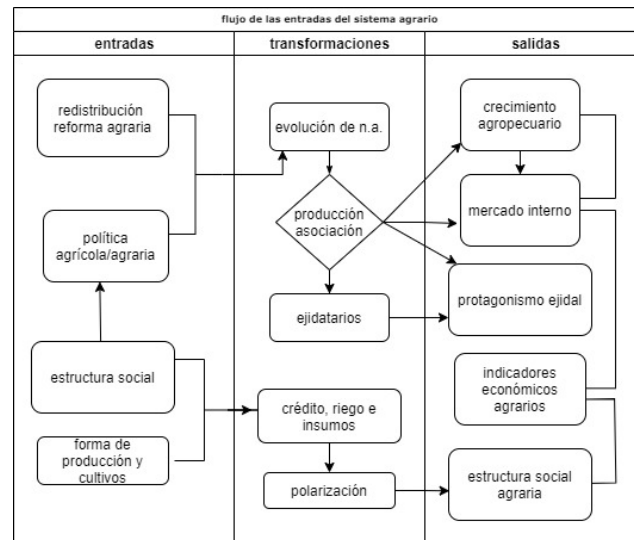 flujo de las entradas del sistema agrario
entradas
transformaciones
salidas
redistribución
reforma agraria
política
agrícola/agraria
estructura social
forma de
producción y
cultivos
evolución de n.a.
producción
asociación
ejidatarios
crédito, riego e
insumos
polarización
crecimiento
agropecuario
mercado interno
protagonismo ejidal
indicadores
económicos
agrarios
estructura social
agraria